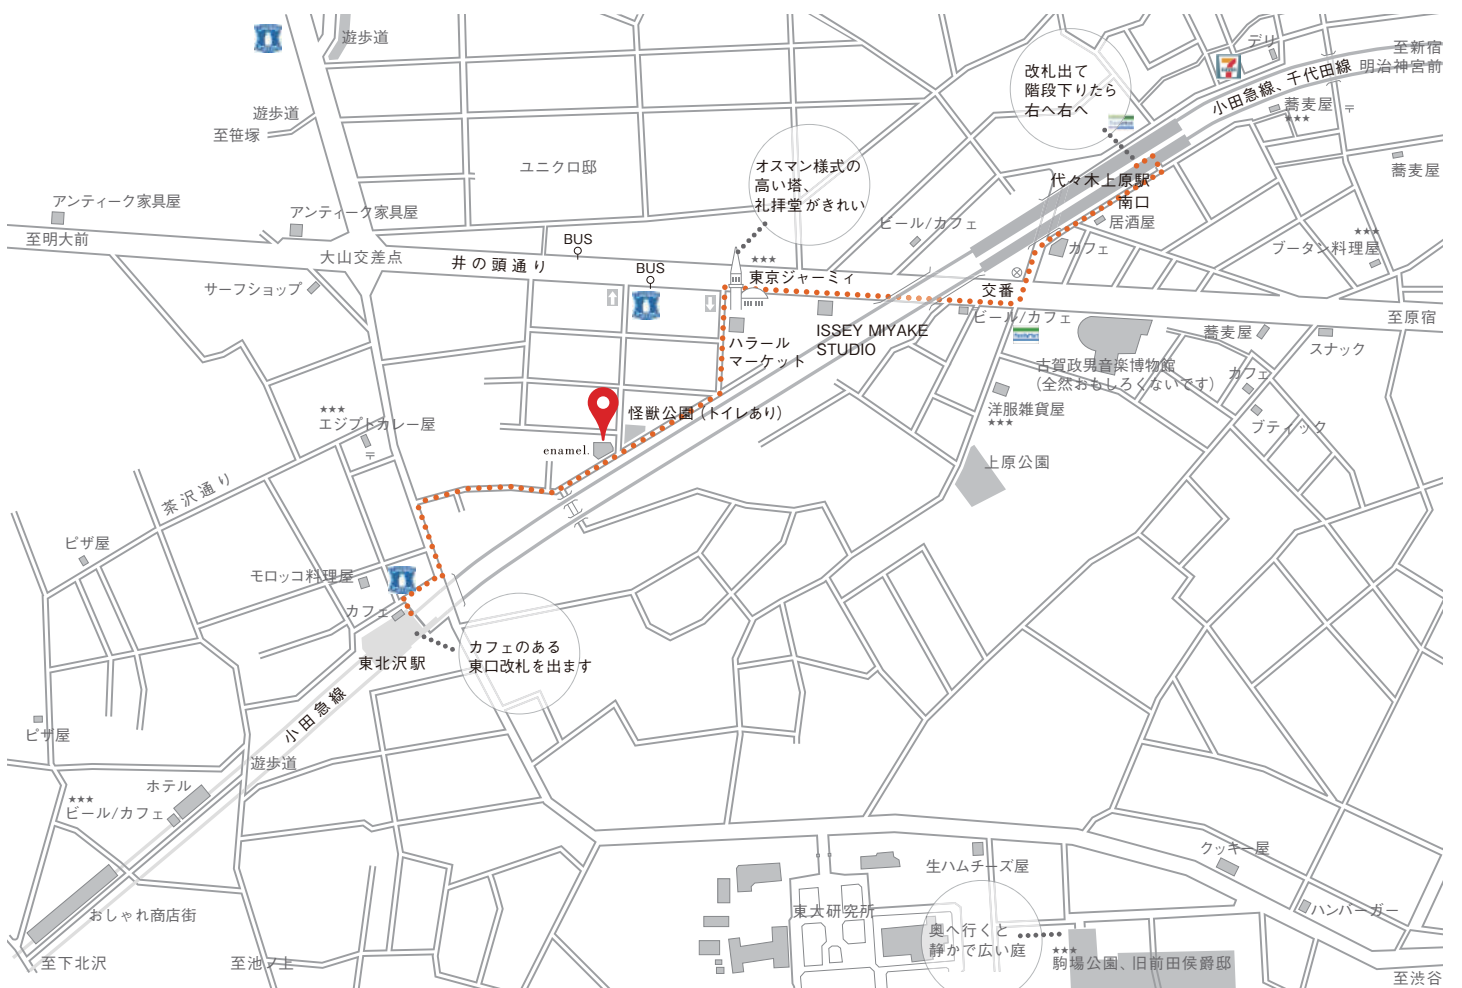 遊歩道
デリ
至新宿
明治神宮前
改札出て
階段下りたら
右へ右へ
小田急線、千代田線
遊歩道
至笹塚
蕎麦屋
★★★
〒
オスマン様式の
高い塔、
礼拝堂がきれい
ユニクロ邸
蕎麦屋
代々木上原駅
南口
アンティーク家具屋
アンティーク家具屋
居酒屋
ビール/カフェ
至明大前
BUS
カフェ
★★★
ブータン料理屋
大山交差点
井の頭通り
BUS
★★★
東京ジャーミィ
サーフショップ
交番
ビール/カフェ
至原宿
ISSEY MIYAKE
STUDIO
ハラール
マーケット
蕎麦屋
スナック
古賀政男音楽博物館
(全然おもしろくないです)
カフェ
★★★
エジプトカレー屋
怪獣公園(トイレあり)
洋服雑貨屋
★★★
ブティック
〒
enamel.
上原公園
茶沢通り
ピザ屋
モロッコ料理屋
カフェ
カフェのある
東口改札を出ます
東北沢駅
小田急線
ピザ屋
遊歩道
ホテル
★★★
ビール/カフェ
クッキー屋
生ハムチーズ屋
おしゃれ商店街
東大研究所
ハンバーガー
奥へ行くと
静かで広い庭
★★★
駒場公園、旧前田侯爵邸
至下北沢
至池ノ上
至渋谷